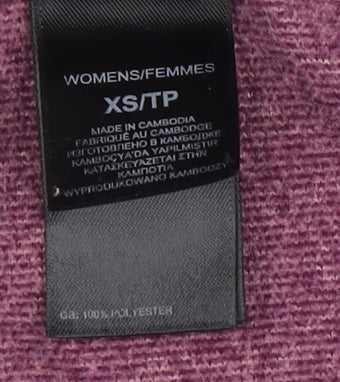 WOMENS/FEMMES
XS/TP
MADE IN CAMBODIA
FABRIQUÉ AU CAMBODGE
ИЗГОТОВЛЕНО В КАМБОДЖЕ
KAMBOÇYA'DA YAPILMIŞTIR
ΚΑΤΑΣΚΕΥΑΖΕΤΑΙ ΣΤΗΝ
ΚΑΜΠΟΤΙΑ
WYPRODUKOWANO KAMBODŻY
GB: 100% POLYESTER